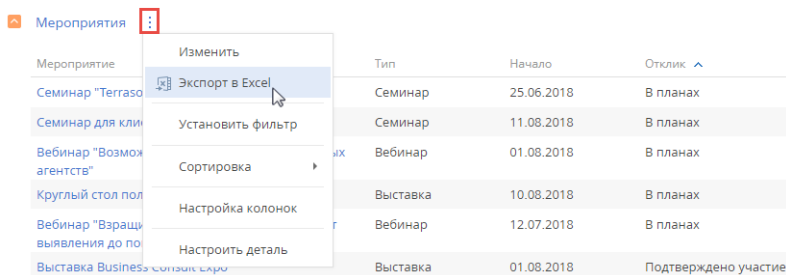 Мероприятия
Изменить
Экспорт в Excel
Установить фильтр
Сортировка
Настройка колонок
Настроить деталь
Мероприятие Тип Начало Отклик
Семинар "Terraso Семинар 25.06.2018 В планах
Семинар для Семинар 11.08.2018 В планах
Вебинар "Возмож ых Вебинар 01.08.2018 В планах
агентств"
Круглый стол пол Выставка 10.08.2018 В планах
Вебинар "Взращи т Вебинар 12.07.2018 В планах
выявления до по
Выставка Business Consult Expo Выставка 01.08.2018 Подтверждено участие